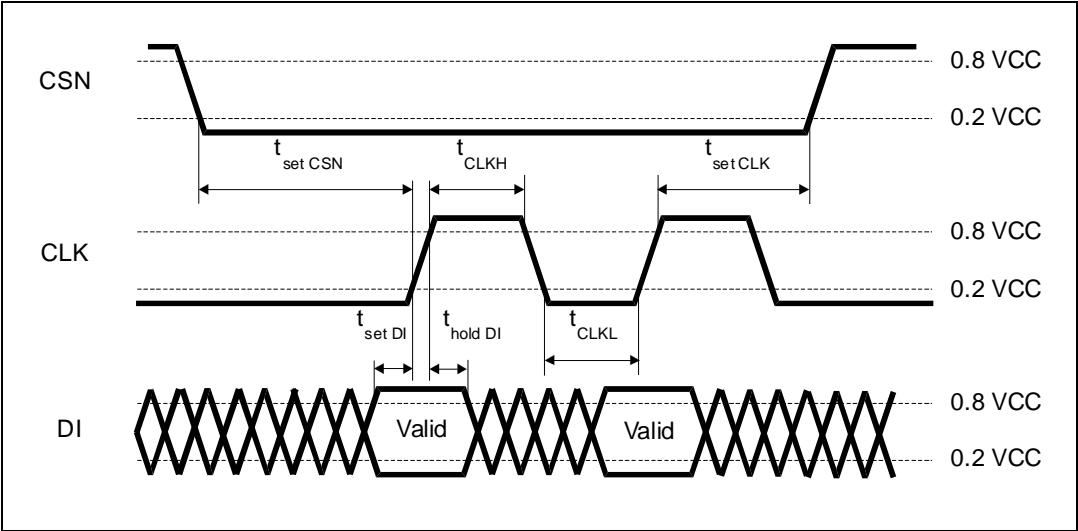 CSN
0.8 VCC
0.2 VCC
t set CSN
t CLKH
t set CLK
CLK
0.8 VCC
0.2 VCC
t set DI
t hold DI
t CLKL
DI
Valid
Valid
0.8 VCC
0.2 VCC